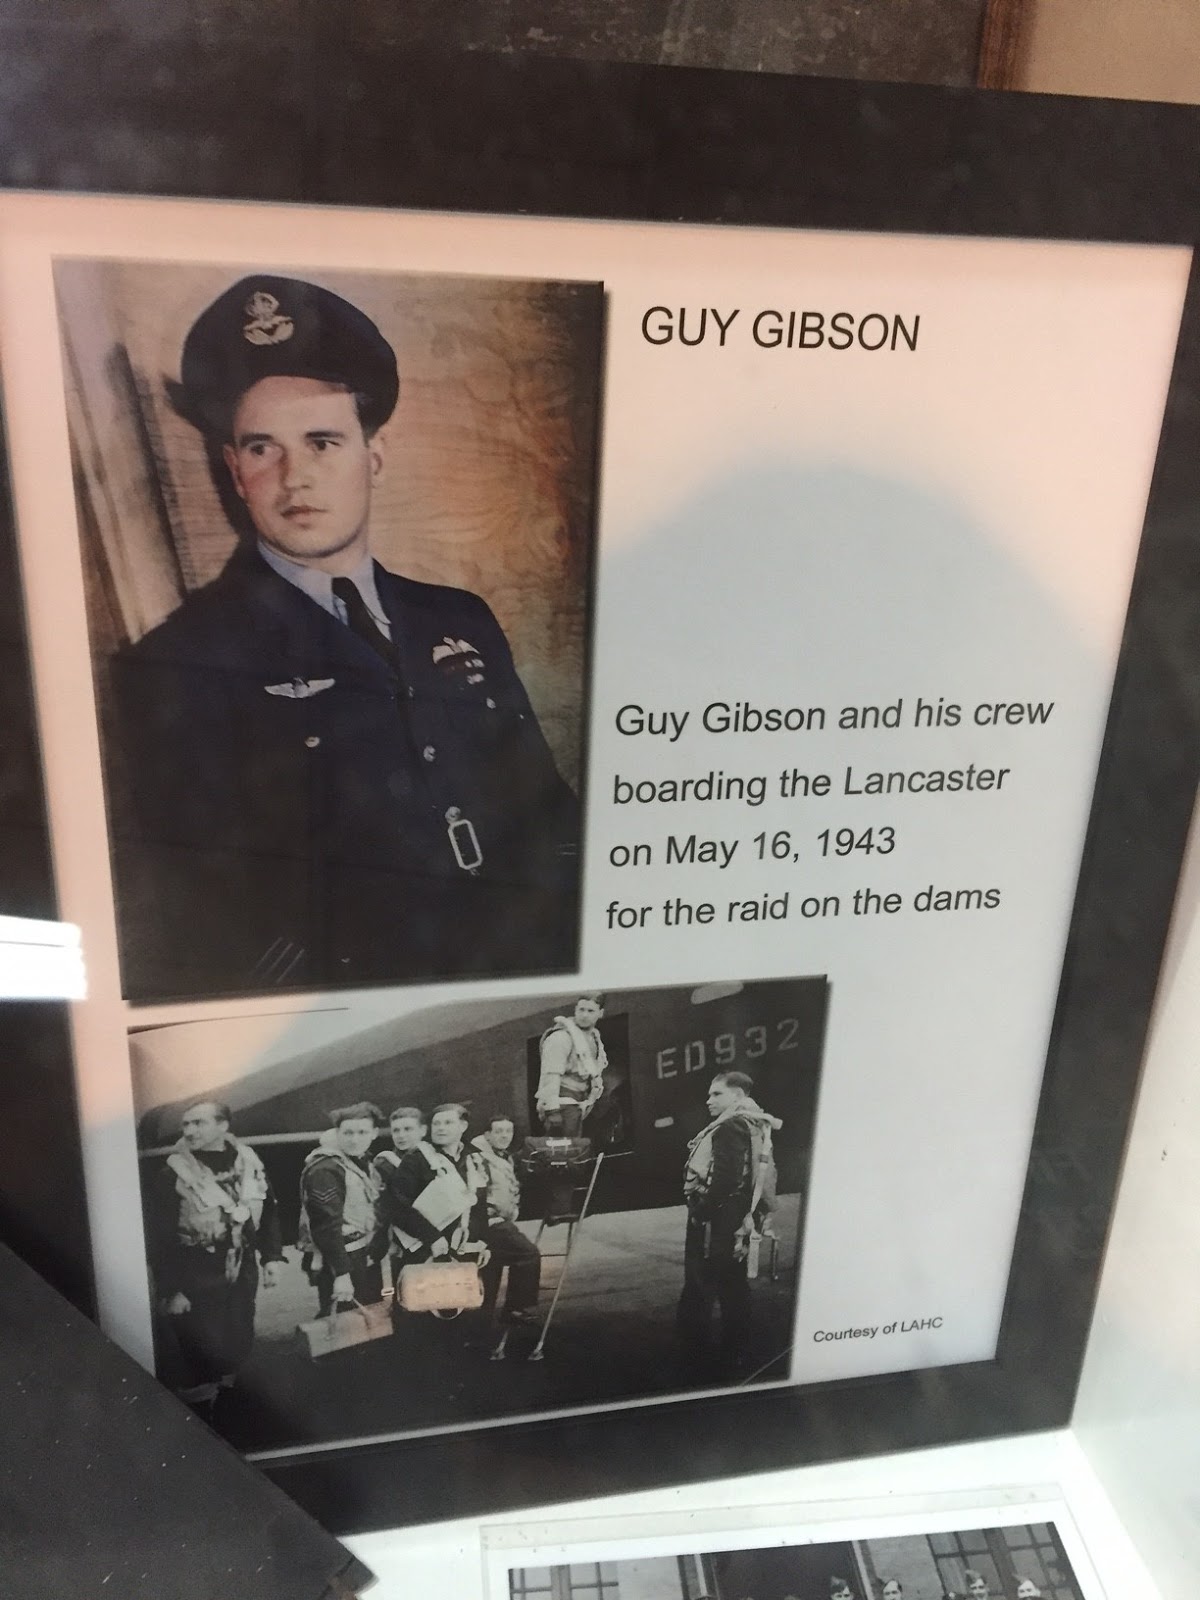 GUY GIBSON
Guy Gibson and his crew
boarding the Lancaster
on May 16, 1943
for the raid on the dams
ED932
Courtesy of LAHC